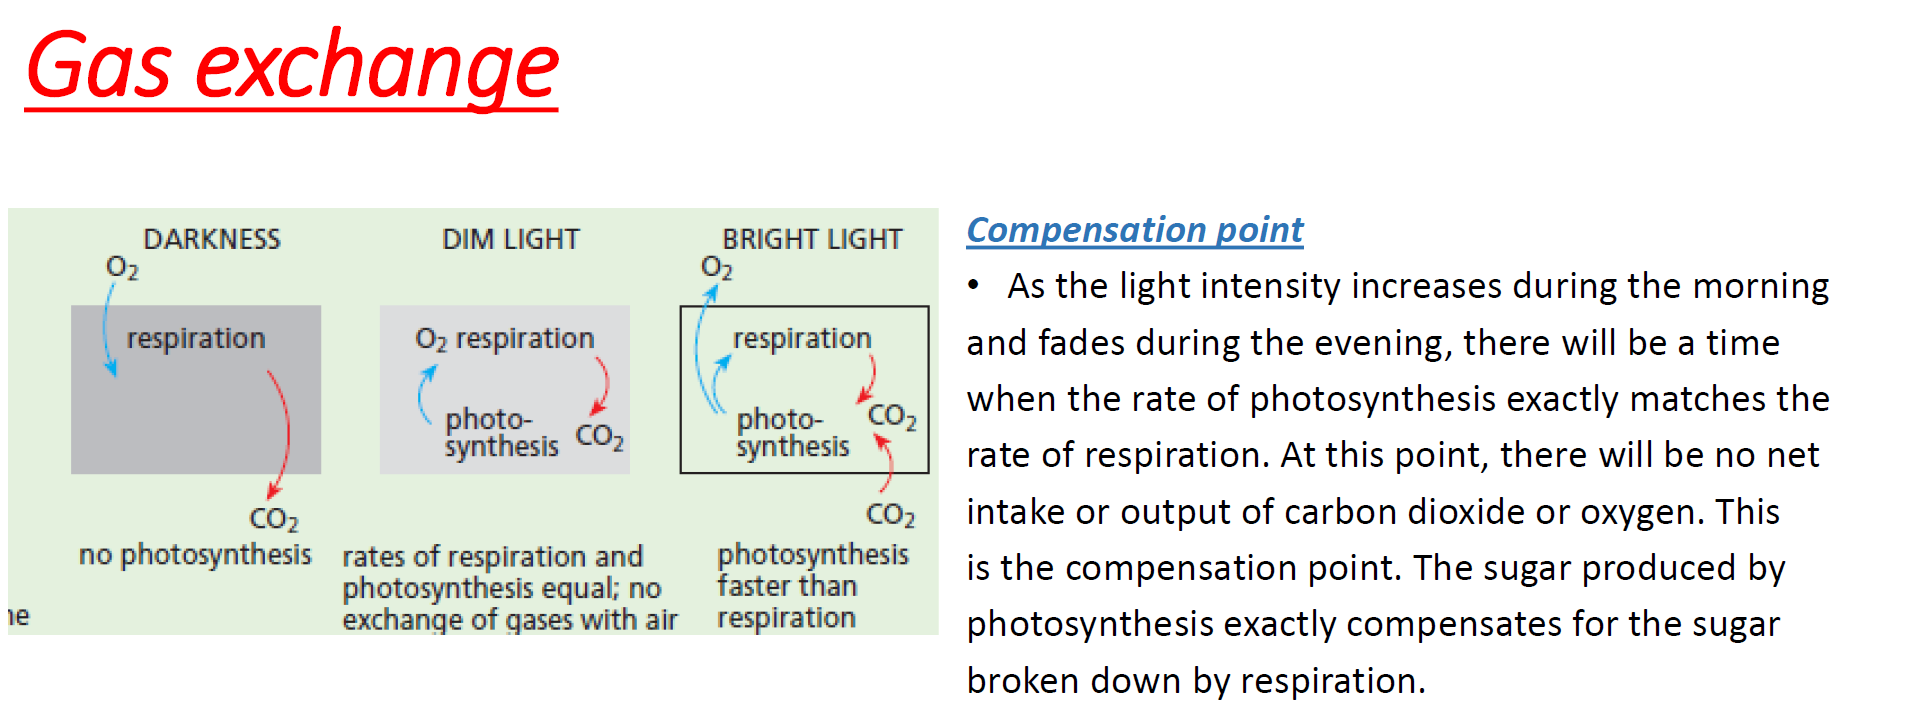 Gas exchange
DARKNESS
O₂
respiration
CO₂
no photosynthesis
DIM LIGHT
O₂ respiration
photo-
synthesis
CO₂
rates of respiration and
photosynthesis equal; no
exchange of gases with air
BRIGHT LIGHT
O₂
respiration
photo-
synthesis
CO₂
CO₂
photosynthesis
faster than
respiration
Compensation point
• As the light intensity increases during the morning
and fades during the evening, there will be a time
when the rate of photosynthesis exactly matches the
rate of respiration. At this point, there will be no net
intake or output of carbon dioxide or oxygen. This
is the compensation point. The sugar produced by
photosynthesis exactly compensates for the sugar
broken down by respiration.